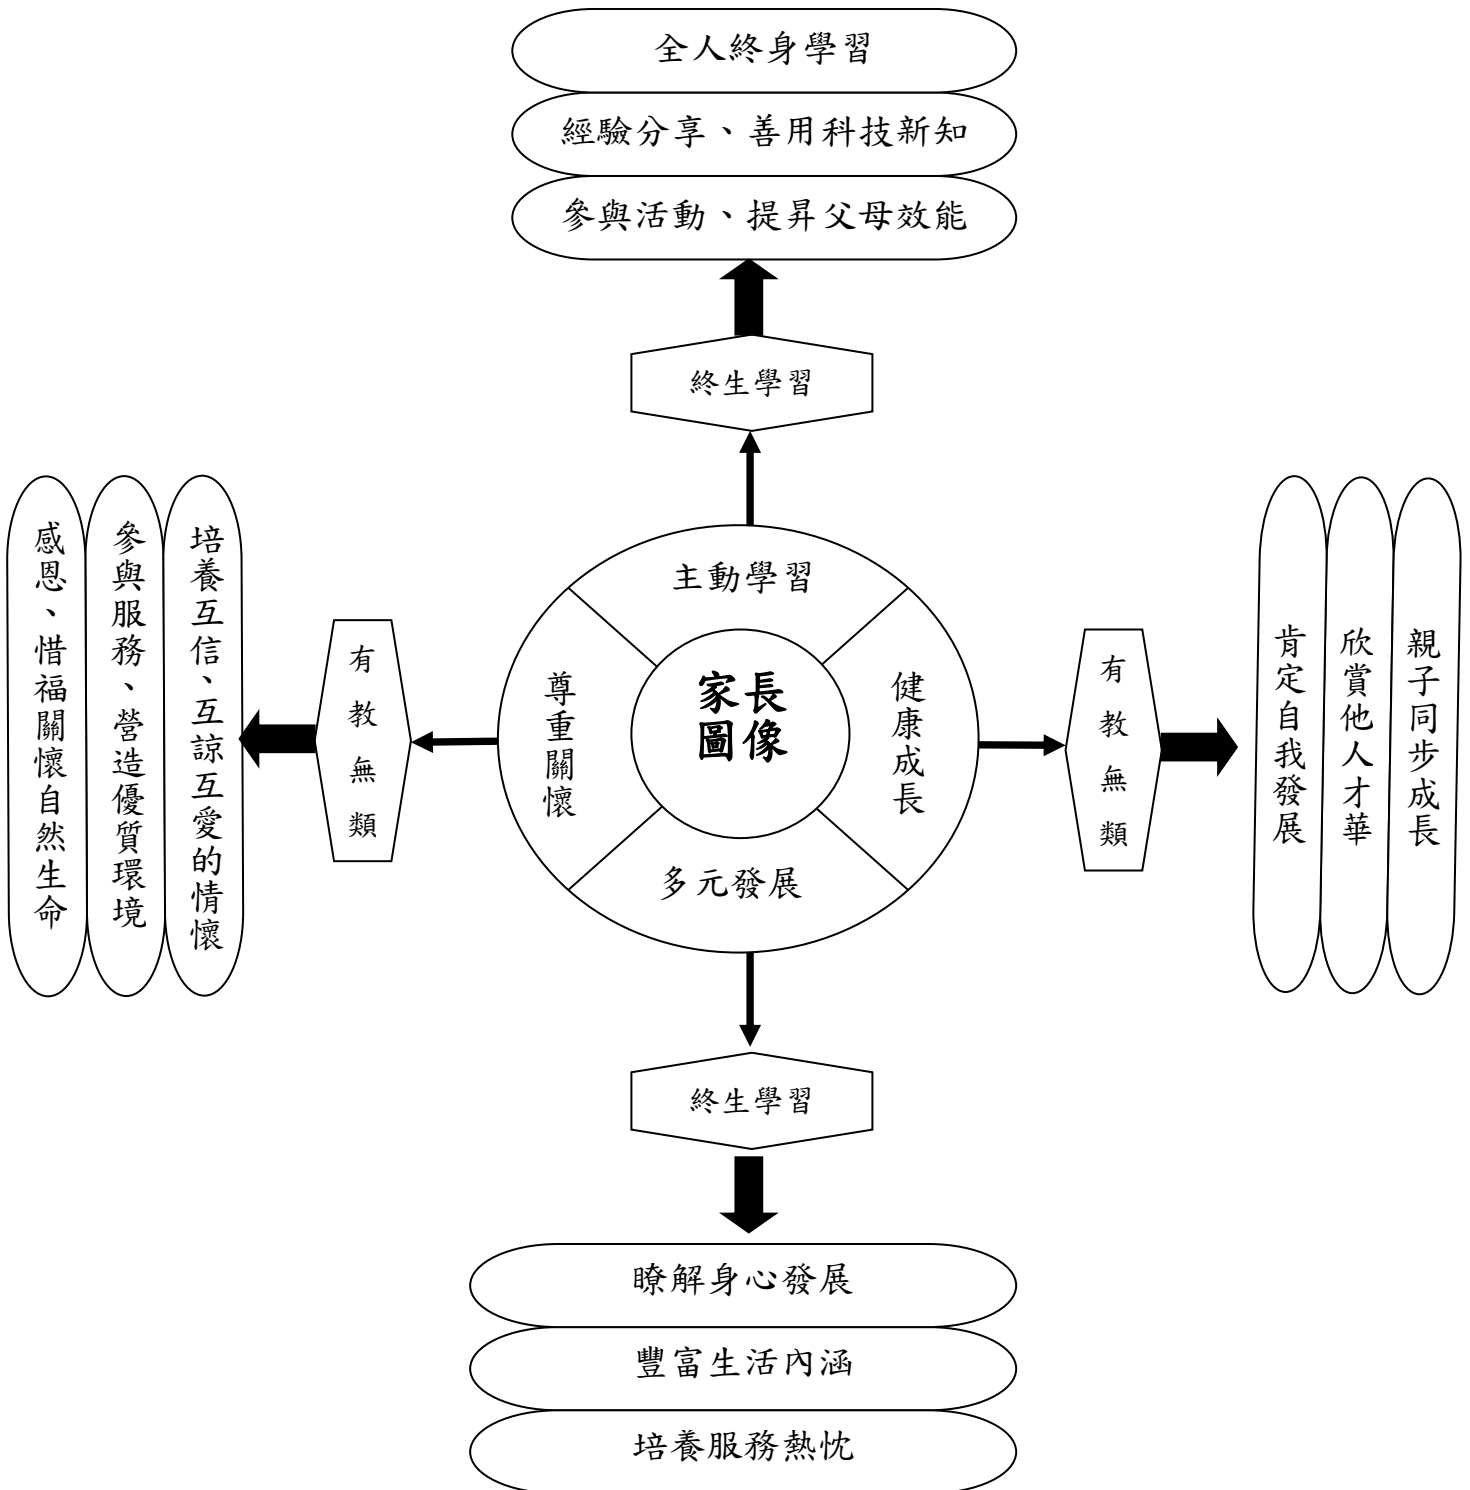 全人終身學習
經驗分享、善用科技新知
參與活動、提昇父母效能
終生學習
感恩、惜福關懷自然生命
參與服務、營造優質環境
培養互信、互諒互愛的情懷
有教無類
主動學習
尊重關懷
家長
圖像
健康成長
多元發展
有教無類
肯定自我發展
欣賞他人才華
親子同步成長
終生學習
瞭解身心發展
豐富生活內涵
培養服務熱忱